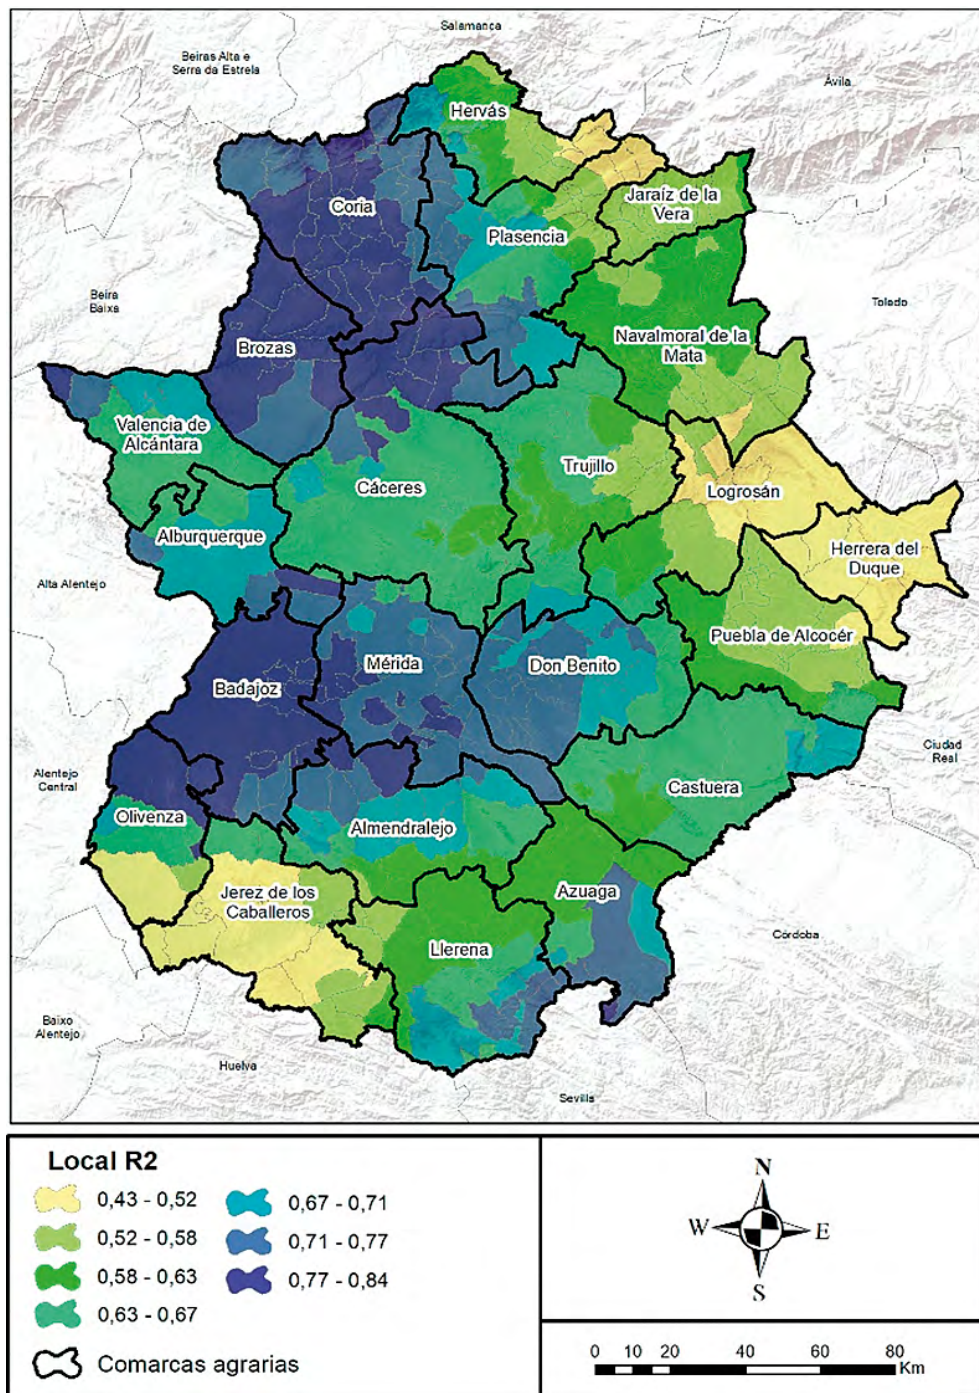 Salamanca
Beiras Alta e
Serra da Estrela
Ávila
Hervás
Jaraíz de la
Vera
Coria
Plasencia
Beira
Baixa
Toledo
Navalmoral de la
Mata
Brozas
Valencia de
Alcántara
Trujillo
Cáceres
Logrosán
Alburquerque
Herrera del
Duque
Alta Alentejo
Puebla de Alcocér
Mérida
Don Benito
Badajoz
Ciudad
Real
Alentejo
Central
Castuera
Olivenza
Almendralejo
Jerez de los
Caballeros
Azuaga
Llerena
Córdoba
Baixo
Alentejo
Huelva
Sevilla
Local R2
0,43 - 0,52
0,52 - 0,58
0,58 - 0,63
0,63 - 0,67
0,67 - 0,71
0,71 - 0,77
0,77 - 0,84
Comarcas agrarias
N
W E
S
0 10 20 40 60 80
Km